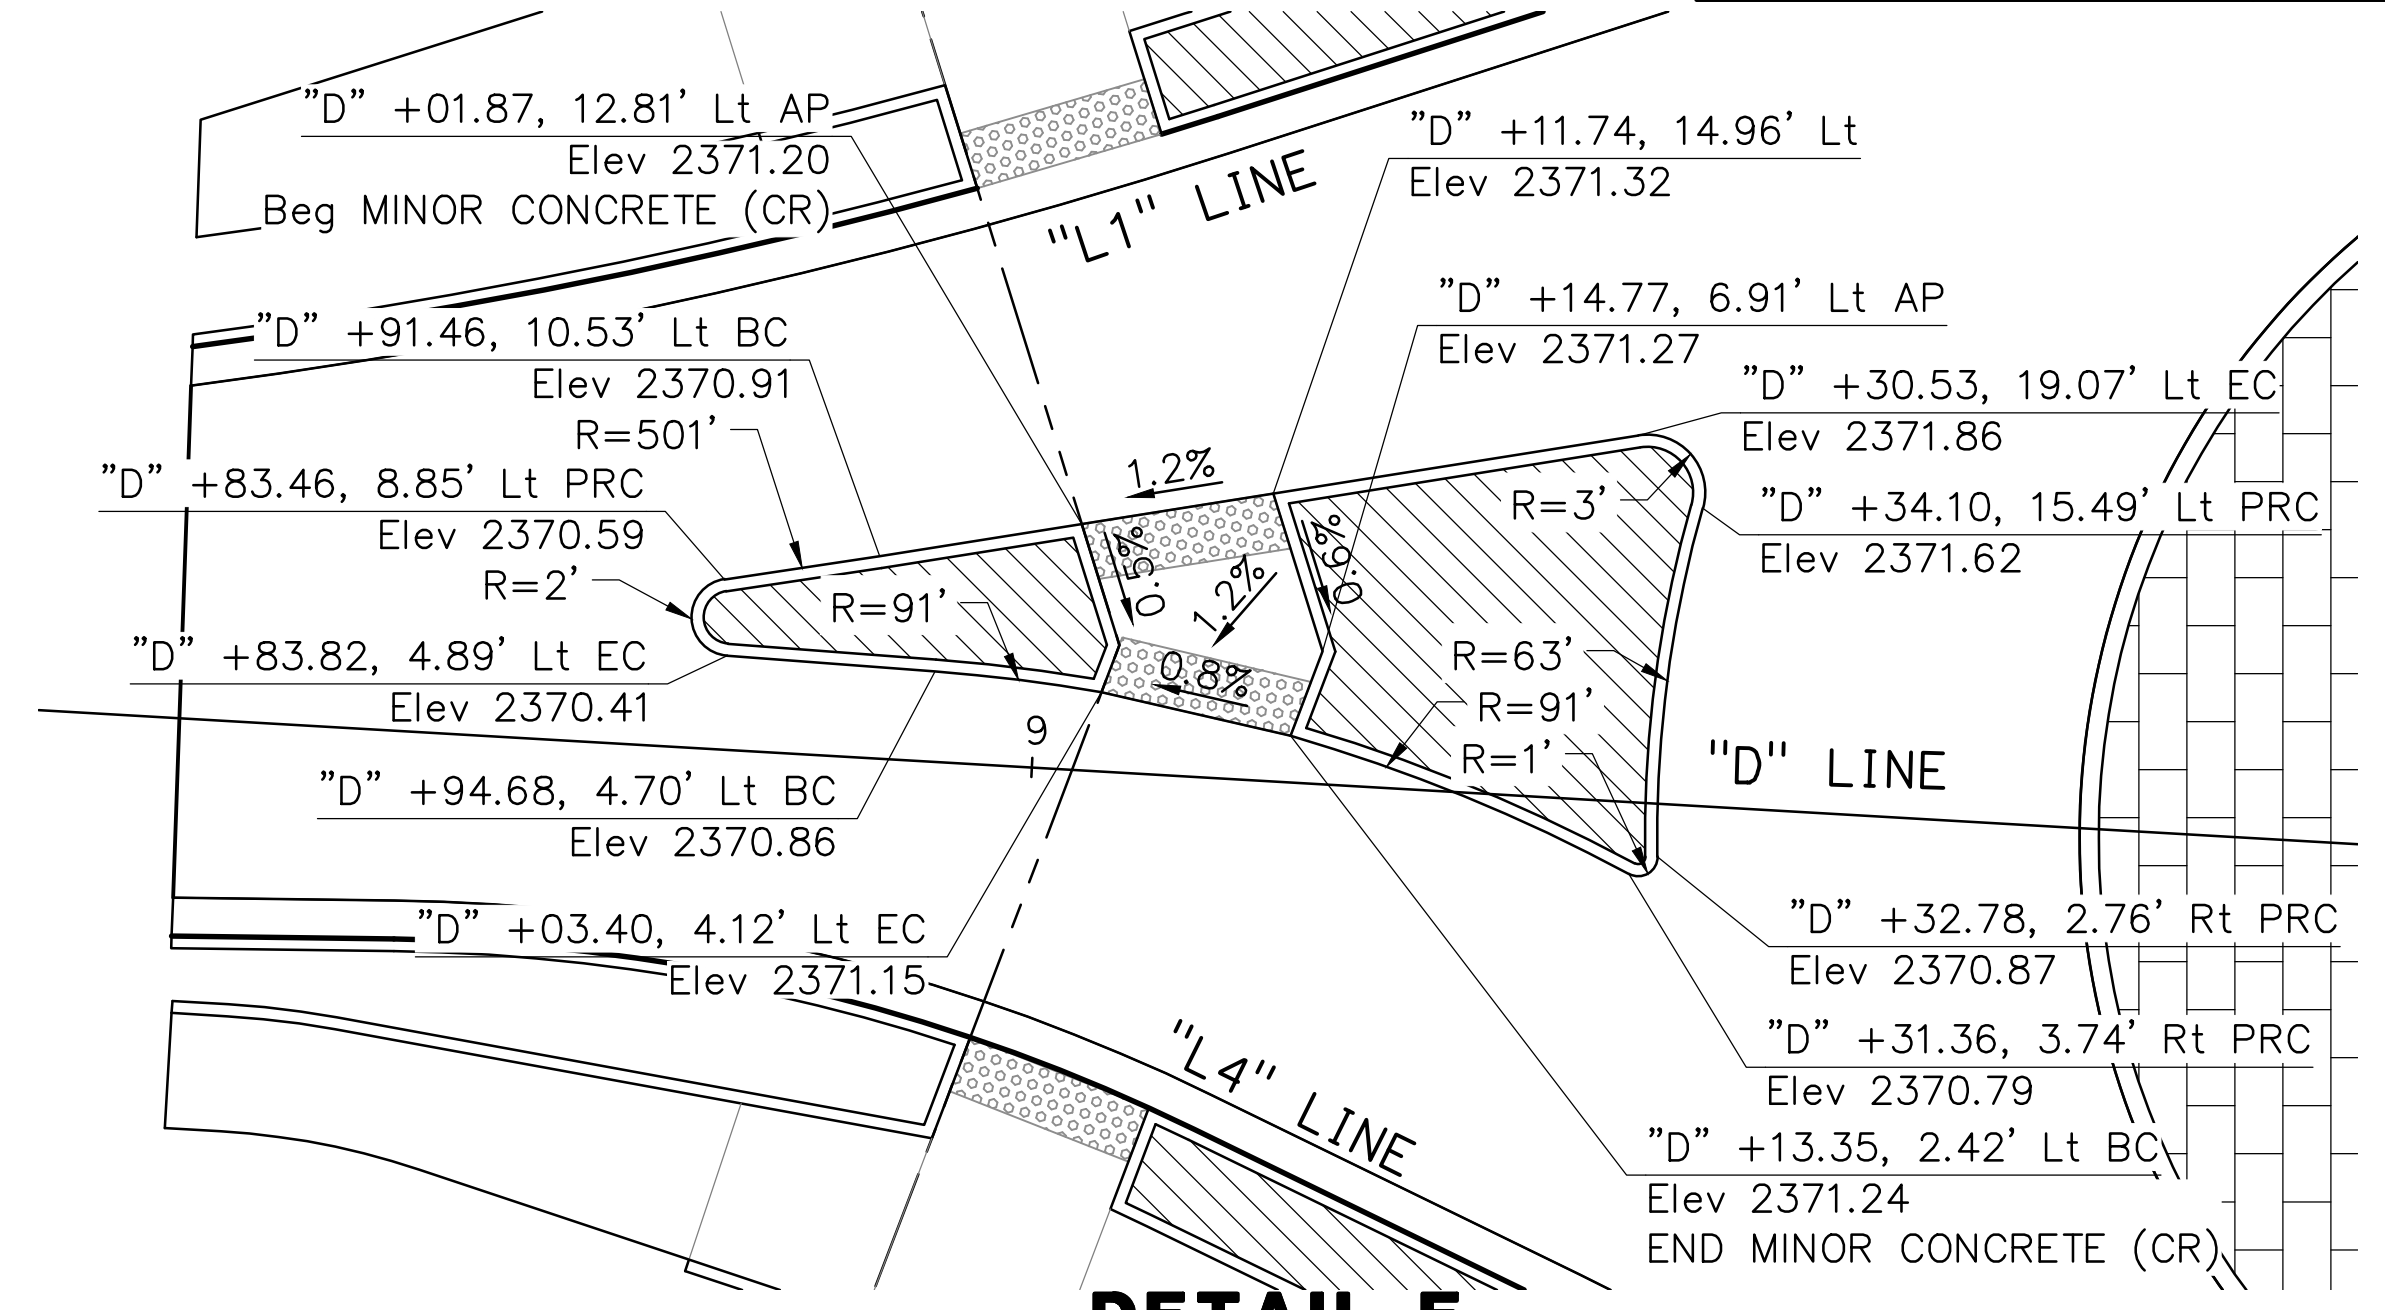 "D" +01.87, 12.81' Lt AP
Elev 2371.20
Beg MINOR CONCRETE (CR)
"D" +11.74, 14.96' Lt
Elev 2371.32
"L1" LINE
"D" +14.77, 6.91' Lt AP
Elev 2371.27
"D" +91.46, 10.53' Lt BC
Elev 2370.91
R=501'
"D" +30.53, 19.07' Lt EC
Elev 2371.86
"D" +83.46, 8.85' Lt PRC
Elev 2370.59
R=2'
1.2%
R=3'
"D" +34.10, 15.49' Lt PRC
Elev 2371.62
0.5%
1.2%
0.6%
R=91'
"D" +83.82, 4.89' Lt EC
Elev 2370.41
0.8%
R=63'
R=91'
R=1'
9
"D" LINE
"D" +94.68, 4.70' Lt BC
Elev 2370.86
"D" +03.40, 4.12' Lt EC
Elev 2371.15
"D" +32.78, 2.76' Rt PRC
Elev 2370.87
"L4" LINE
"D" +31.36, 3.74' Rt PRC
Elev 2370.79
"D" +13.35, 2.42' Lt BC
Elev 2371.24
END MINOR CONCRETE (CR)